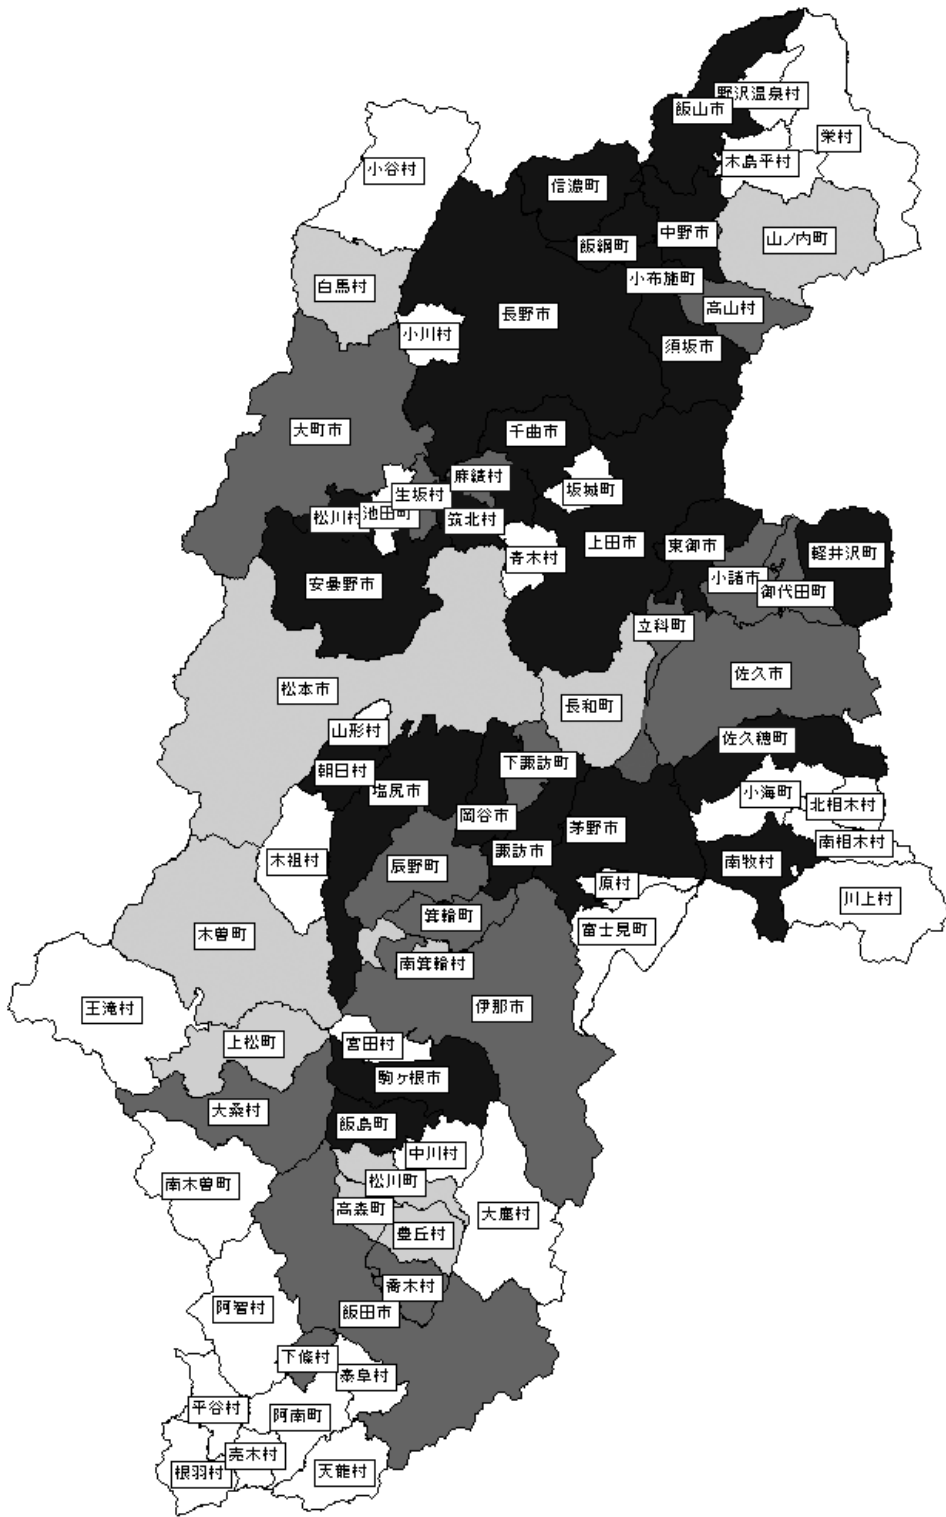 野沢温泉村
飯山市
栄村
木島平村
小谷村
信濃町
中野市
山ノ内町
飯綱町
小布施町
白馬村
高山村
長野市
小川村
須坂市
大町市
千曲市
麻績村
坂城町
生坂村
松川村
池田町
筑北村
上田市
東御市
軽井沢町
青木村
安曇野市
小諸市
御代田町
立科町
佐久市
松本市
長和町
山形村
佐久穂町
下諏訪町
朝日村
塩尻市
小海町
北相木村
岡谷市
茅野市
南相木村
諏訪市
木祖村
辰野町
南牧村
原村
川上村
箕輪町
富士見町
木曽町
南箕輪村
王滝村
伊那市
上松町
宮田村
駒ヶ根市
大桑村
飯島町
中川村
南木曽町
松川町
高森町
大鹿村
豊丘村
喬木村
阿智村
飯田市
下條村
泰阜村
平谷村
阿南町
売木村
根羽村
天龍村